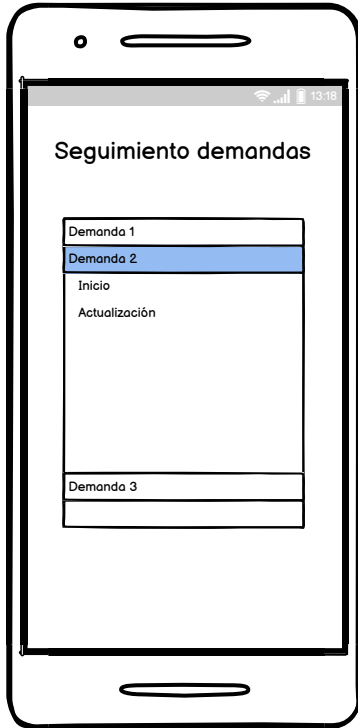 13:18
Seguimiento demandas
Demanda 1
Demanda 2
Inicio
Actualización
Demanda 3